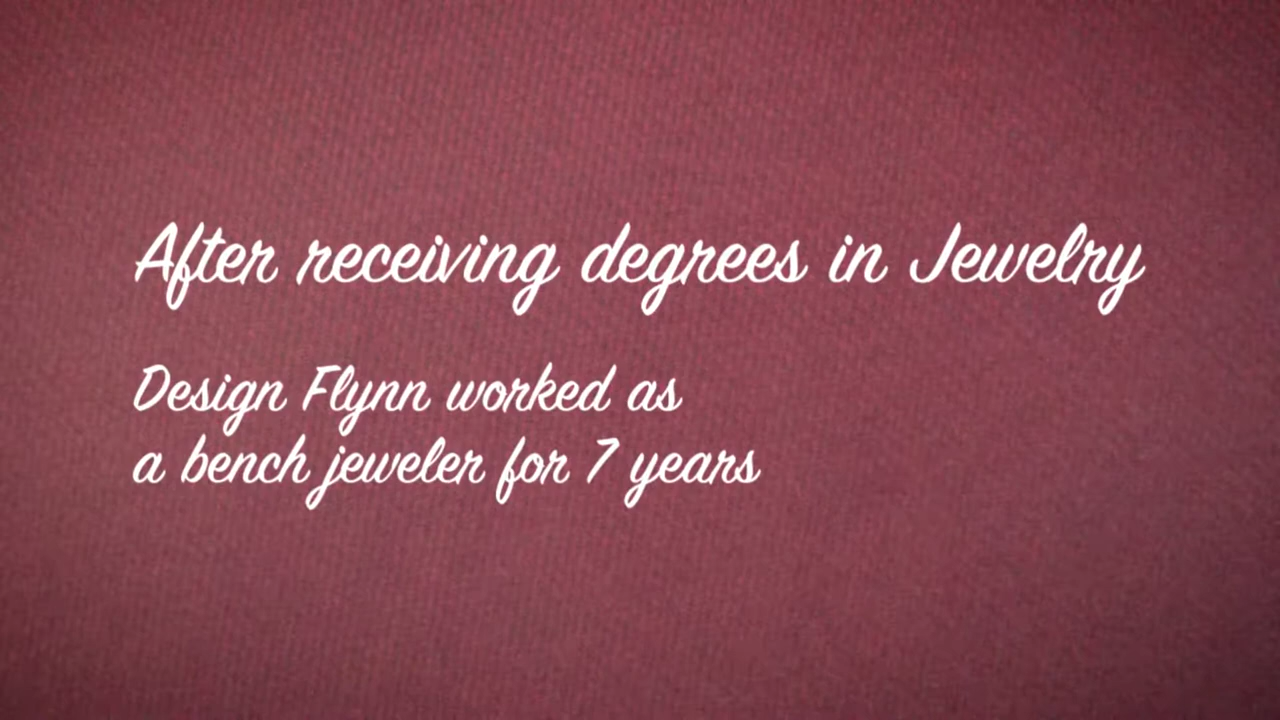 After receiving degrees in Jewelry
Design Flynn worked as
a bench jeweler for 7 years